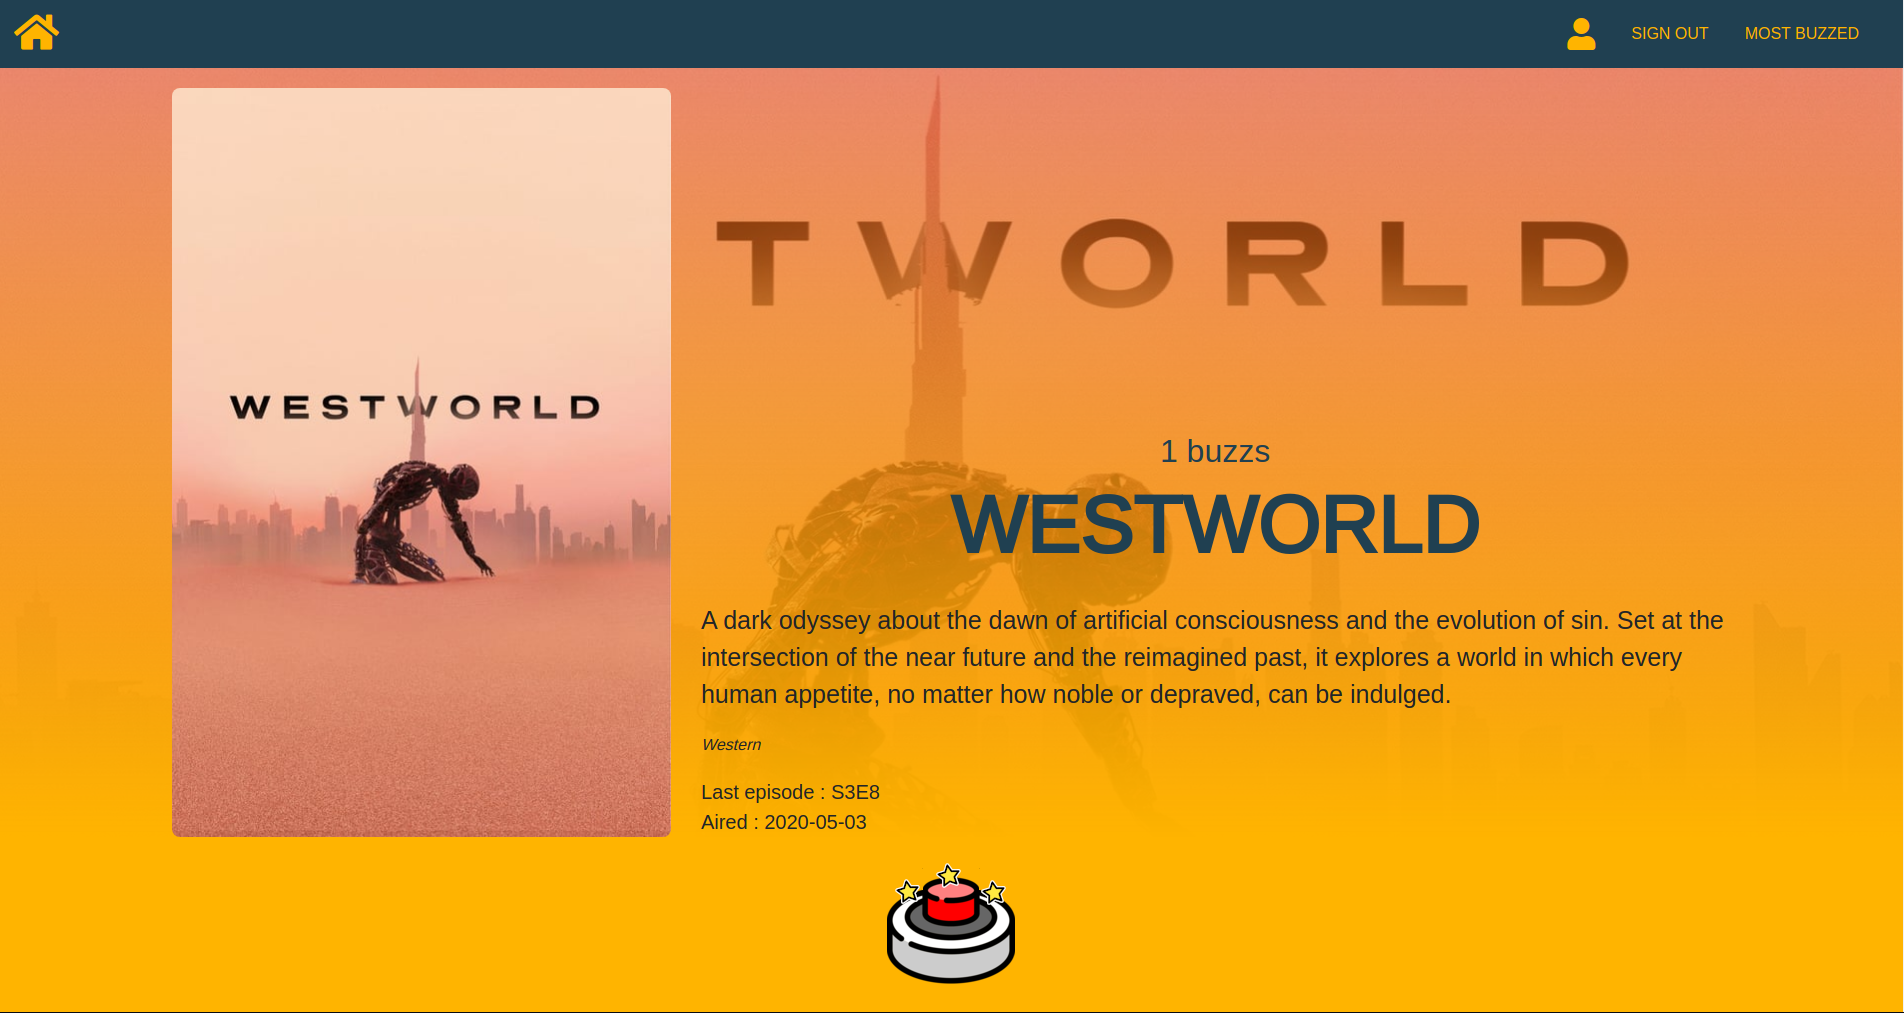 SIGN OUT MOST BUZZED
T W O R L D
WESTWORLD
1 buzzs
WESTWORLD
A dark odyssey about the dawn of artificial consciousness and the evolution of sin. Set at the
intersection of the near future and the reimagined past, it explores a world in which every
human appetite, no matter how noble or depraved, can be indulged.
Western
Last episode : S3E8
Aired : 2020-05-03